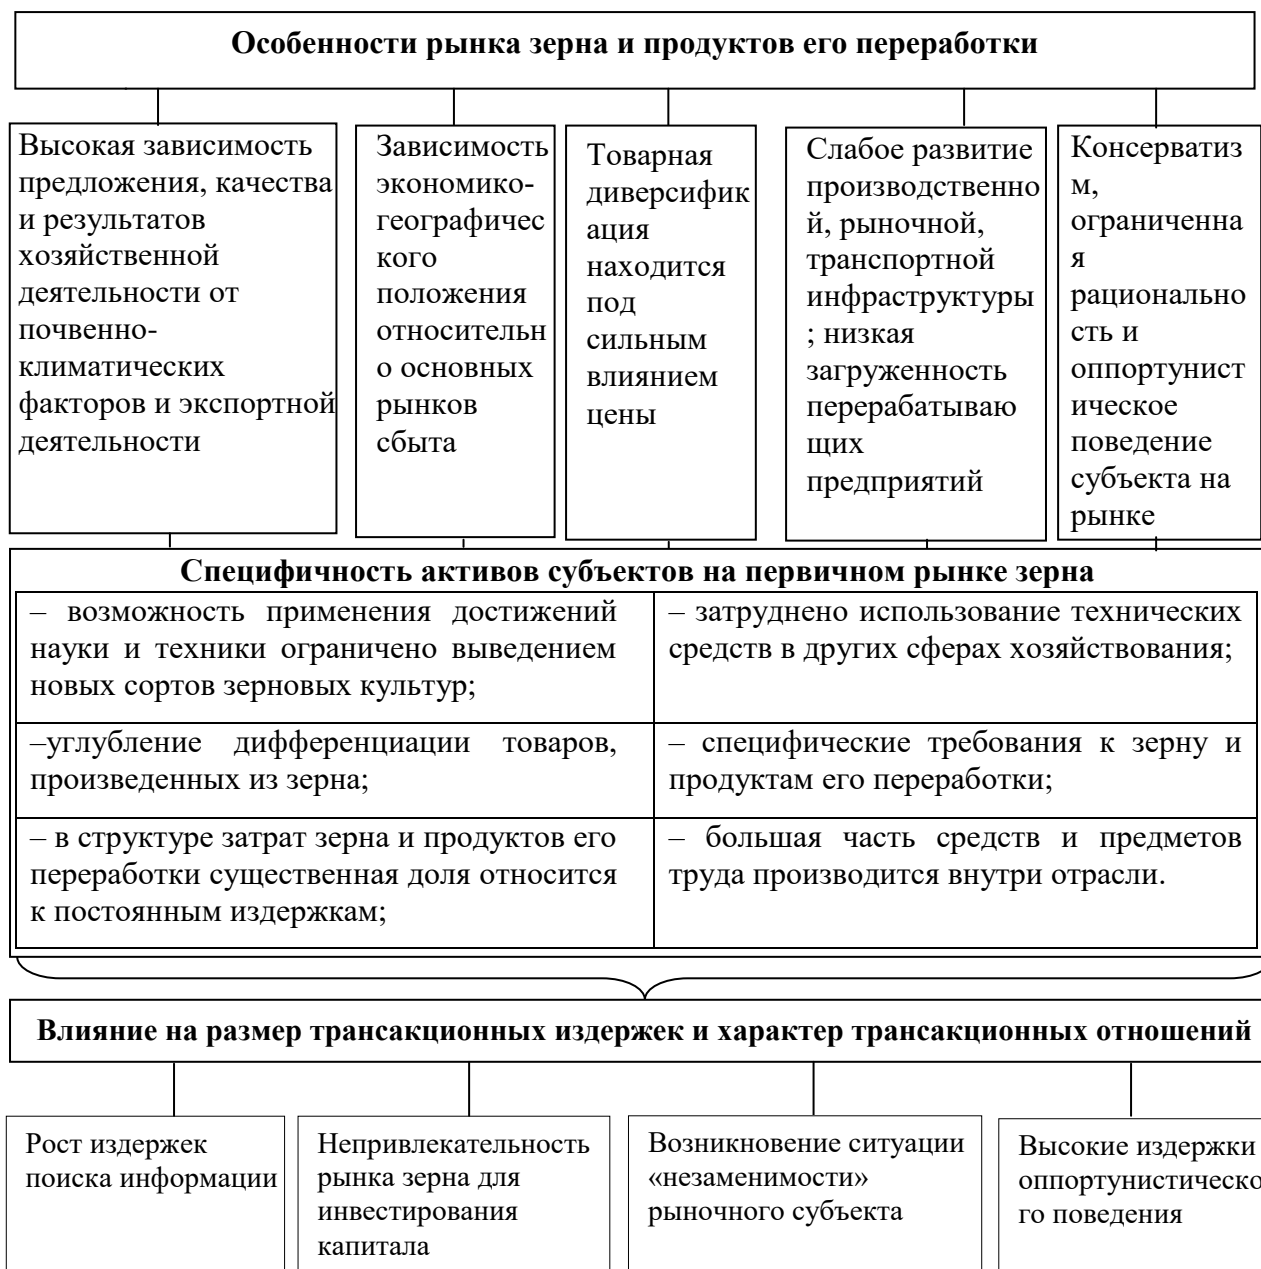 Особенности рынка зерна и продуктов его переработки
Высокая зависимость
предложения, качества
и результатов
хозяйственной
деятельности от
почвенно-
климатических
факторов и экспортной
деятельности
Зависимость
экономико-
географичес
кого
положения
относительн
о основных
рынков
сбыта
Товарная
диверсифик
ация
находится
под
сильным
влиянием
цены
Слабое развитие
производственно
й, рыночной,
транспортной
инфраструктуры
; низкая
загруженность
перерабатываю
щих
предприятий
Консерватиз
м,
ограниченна
я
рационально
сть и
оппортунист
ическое
поведение
субъекта на
рынке
Специфичность активов субъектов на первичном рынке зерна
– возможность применения достижений
науки и техники ограничено выведением
новых сортов зерновых культур;
– затруднено использование технических
средств в других сферах хозяйствования;
–углубление дифференциации товаров,
произведенных из зерна;
– специфические требования к зерну и
продуктам его переработки;
– в структуре затрат зерна и продуктов его
переработки существенная доля относится
к постоянным издержкам;
– большая часть средств и предметов
труда производится внутри отрасли.
Влияние на размер трансакционных издержек и характер трансакционных отношений
Рост издержек
поиска информации
Непривлекательность
рынка зерна для
инвестирования
капитала
Возникновение ситуации
«незаменимости»
рыночного субъекта
Высокие издержки
оппортунистическо
го поведения